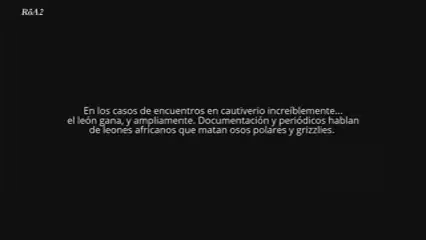 RöA2
En los casos de encuentros en cautiverio increíblemente...
el león gana, y ampliamente. Documentación y periódicos hablan
de leones africanos que matan osos polares y grizzlies.